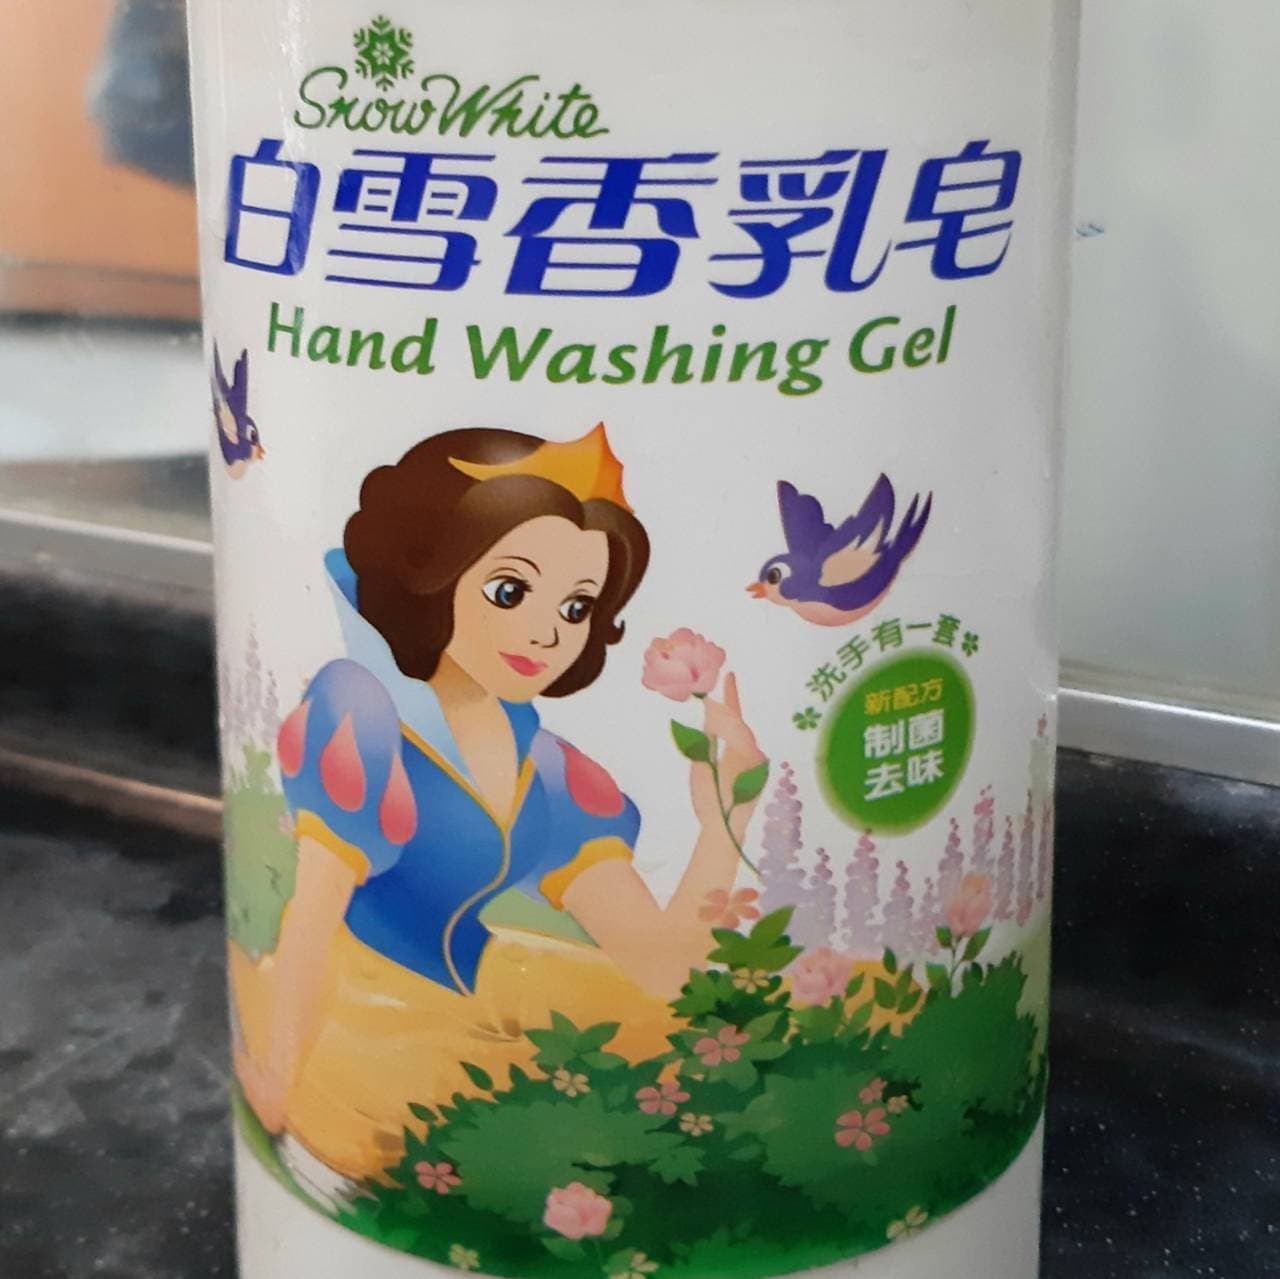 Snow White
白雪香乳皂
Hand Washing Gel
洗手有一套
新配方
制菌
去味